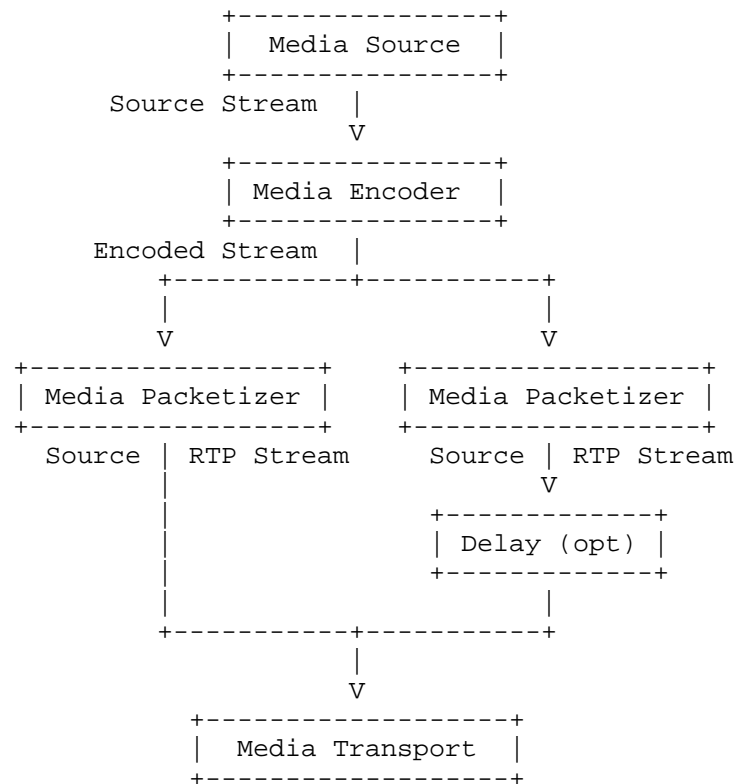 Media Source
Source Stream
V
Media Encoder
Encoded Stream
V V
Media Packetizer Media Packetizer
Source RTP Stream Source RTP Stream
V
Delay (opt)
V
Media Transport